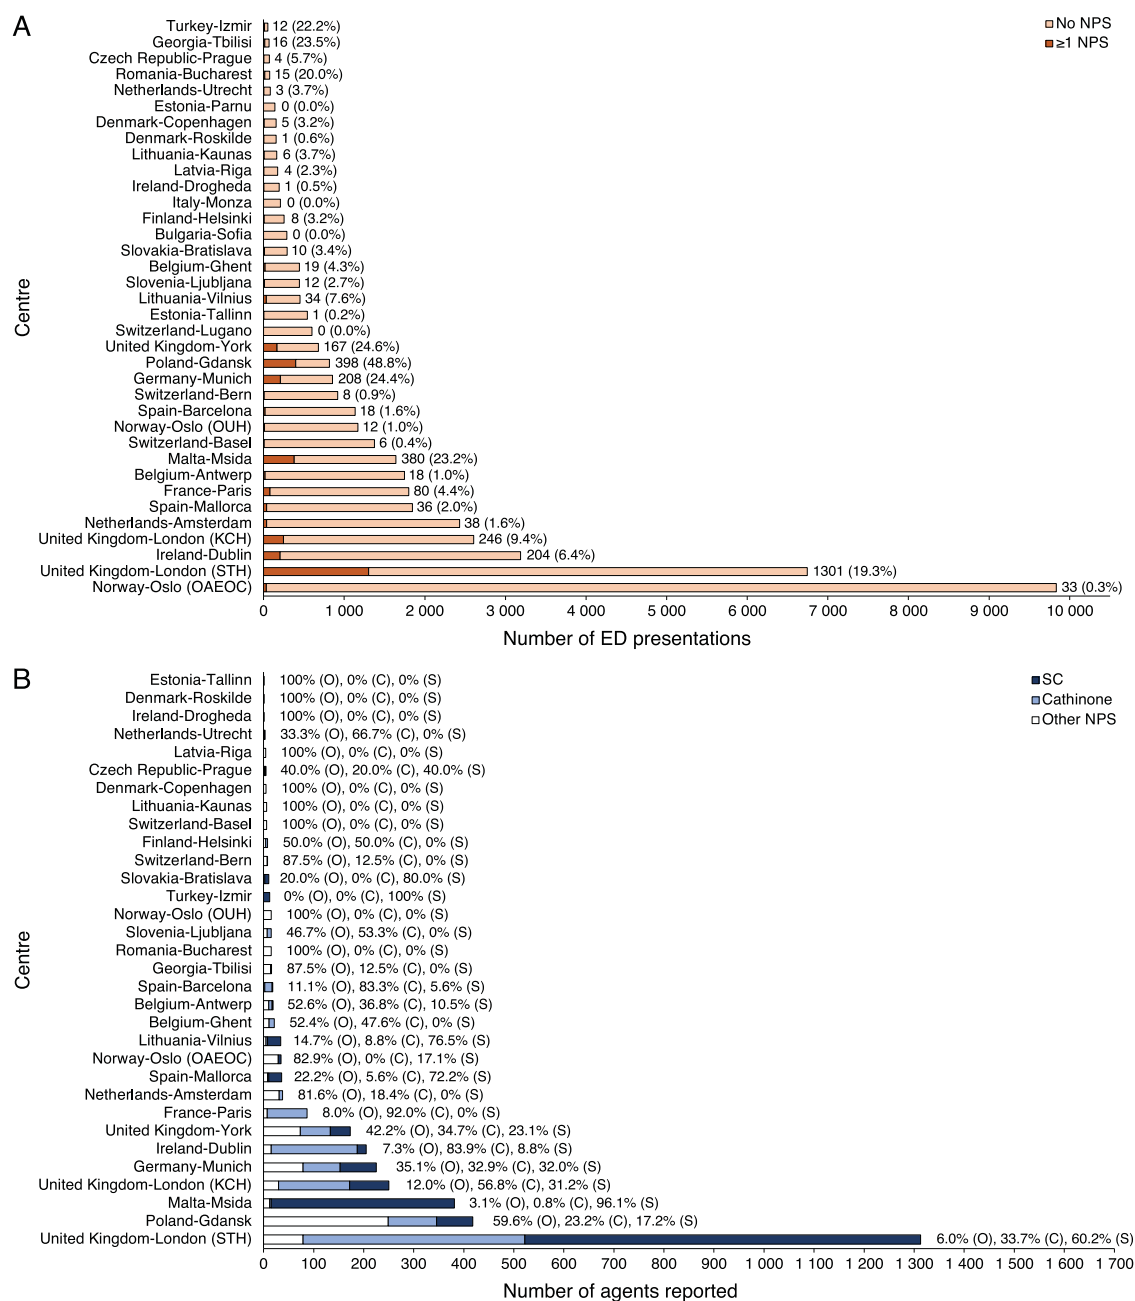 A
No NPS
≥1 NPS
Centre
Turkey-Izmir 12 (22.2%)
Georgia-Tbilisi 16 (23.5%)
Czech Republic-Prague 4 (5.7%)
Romania-Bucharest 15 (20.0%)
Netherlands-Utrecht 3 (3.7%)
Estonia-Parnu 0 (0.0%)
Denmark-Copenhagen 5 (3.2%)
Denmark-Roskilde 1 (0.6%)
Lithuania-Kaunas 6 (3.7%)
Latvia-Riga 4 (2.3%)
Ireland-Drogheda 1 (0.5%)
Italy-Monza 0 (0.0%)
Finland-Helsinki 8 (3.2%)
Bulgaria-Sofia 0 (0.0%)
Slovakia-Bratislava 10 (3.4%)
Belgium-Ghent 19 (4.3%)
Slovenia-Ljubljana 12 (2.7%)
Lithuania-Vilnius 34 (7.6%)
Estonia-Tallinn 1 (0.2%)
Switzerland-Lugano 0 (0.0%)
United Kingdom-York 167 (24.6%)
Poland-Gdansk 398 (48.8%)
Germany-Munich 208 (24.4%)
Switzerland-Bern 8 (0.9%)
Spain-Barcelona 18 (1.6%)
Norway-Oslo (OUH) 12 (1.0%)
Switzerland-Basel 6 (0.4%)
Malta-Msida 380 (23.2%)
Belgium-Antwerp 18 (1.0%)
France-Paris 80 (4.4%)
Spain-Mallorca 36 (2.0%)
Netherlands-Amsterdam 38 (1.6%)
United Kingdom-London (KCH) 246 (9.4%)
Ireland-Dublin 204 (6.4%)
United Kingdom-London (STH) 1301 (19.3%)
Norway-Oslo (OAEOC) 33 (0.3%)
0 1 000 2 000 3 000 4 000 5 000 6 000 7 000 8 000 9 000 10 000
Number of ED presentations
B
SC
Cathinone
Other NPS
Centre
Estonia-Tallinn 100% (O), 0% (C), 0% (S)
Denmark-Roskilde 100% (O), 0% (C), 0% (S)
Ireland-Drogheda 100% (O), 0% (C), 0% (S)
Netherlands-Utrecht 33.3% (O), 66.7% (C), 0% (S)
Latvia-Riga 100% (O), 0% (C), 0% (S)
Czech Republic-Prague 40.0% (O), 20.0% (C), 40.0% (S)
Denmark-Copenhagen 100% (O), 0% (C), 0% (S)
Lithuania-Kaunas 100% (O), 0% (C), 0% (S)
Switzerland-Basel 100% (O), 0% (C), 0% (S)
Finland-Helsinki 50.0% (O), 50.0% (C), 0% (S)
Switzerland-Bern 87.5% (O), 12.5% (C), 0% (S)
Slovakia-Bratislava 20.0% (O), 0% (C), 80.0% (S)
Turkey-Izmir 0% (O), 0% (C), 100% (S)
Norway-Oslo (OUH) 100% (O), 0% (C), 0% (S)
Slovenia-Ljubljana 46.7% (O), 53.3% (C), 0% (S)
Romania-Bucharest 100% (O), 0% (C), 0% (S)
Georgia-Tbilisi 87.5% (O), 12.5% (C), 0% (S)
Spain-Barcelona 11.1% (O), 83.3% (C), 5.6% (S)
Belgium-Antwerp 52.6% (O), 36.8% (C), 10.5% (S)
Belgium-Ghent 52.4% (O), 47.6% (C), 0% (S)
Lithuania-Vilnius 14.7% (O), 8.8% (C), 76.5% (S)
Norway-Oslo (OAEOC) 82.9% (O), 0% (C), 17.1% (S)
Spain-Mallorca 22.2% (O), 5.6% (C), 72.2% (S)
Netherlands-Amsterdam 81.6% (O), 18.4% (C), 0% (S)
France-Paris 8.0% (O), 92.0% (C), 0% (S)
United Kingdom-York 42.2% (O), 34.7% (C), 23.1% (S)
Ireland-Dublin 7.3% (O), 83.9% (C), 8.8% (S)
Germany-Munich 35.1% (O), 32.9% (C), 32.0% (S)
United Kingdom-London (KCH) 12.0% (O), 56.8% (C), 31.2% (S)
Malta-Msida 3.1% (O), 0.8% (C), 96.1% (S)
Poland-Gdansk 59.6% (O), 23.2% (C), 17.2% (S)
United Kingdom-London (STH) 6.0% (O), 33.7% (C), 60.2% (S)
0 100 200 300 400 500 600 700 800 900 1 000 1 100 1 200 1 300 1 400 1 500 1 600 1 700
Number of agents reported